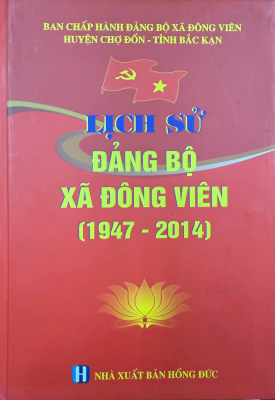 BAN CHẤP HÀNH ĐẢNG BỘ XÃ ĐÔNG VIÊN
HUYỆN CHỢ ĐỒN - TỈNH BẮC KẠN
LỊCH SỬ
ĐẢNG BỘ
XÃ ĐÔNG VIÊN
(1947 - 2014)
H NHÀ XUẤT BẢN HỒNG ĐỨC